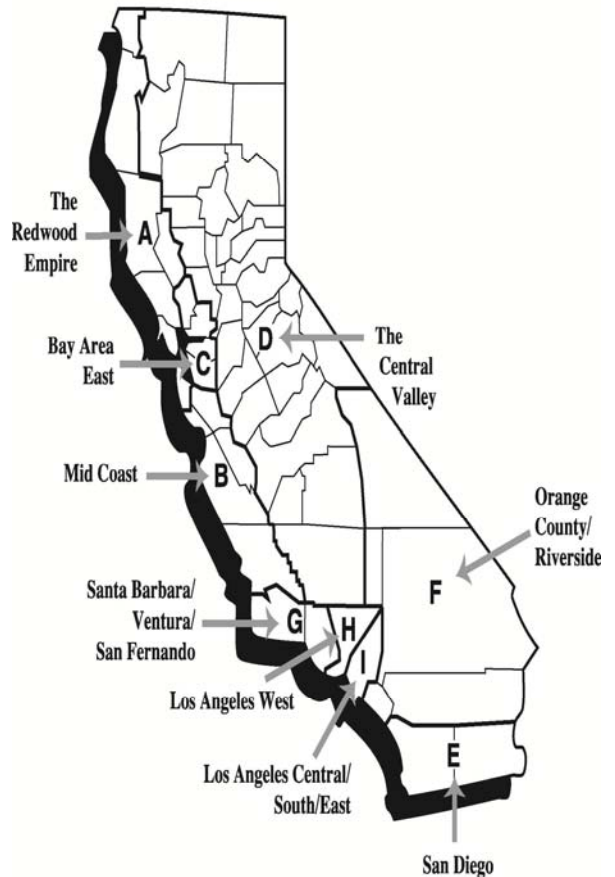 The
Redwood
Empire
A
Bay Area
East
C
D
The
Central
Valley
Mid Coast
B
Orange
County/
Riverside
F
Santa Barbara/
Ventura/
San Fernando
G
H
I
Los Angeles West
Los Angeles Central/
South/East
E
San Diego